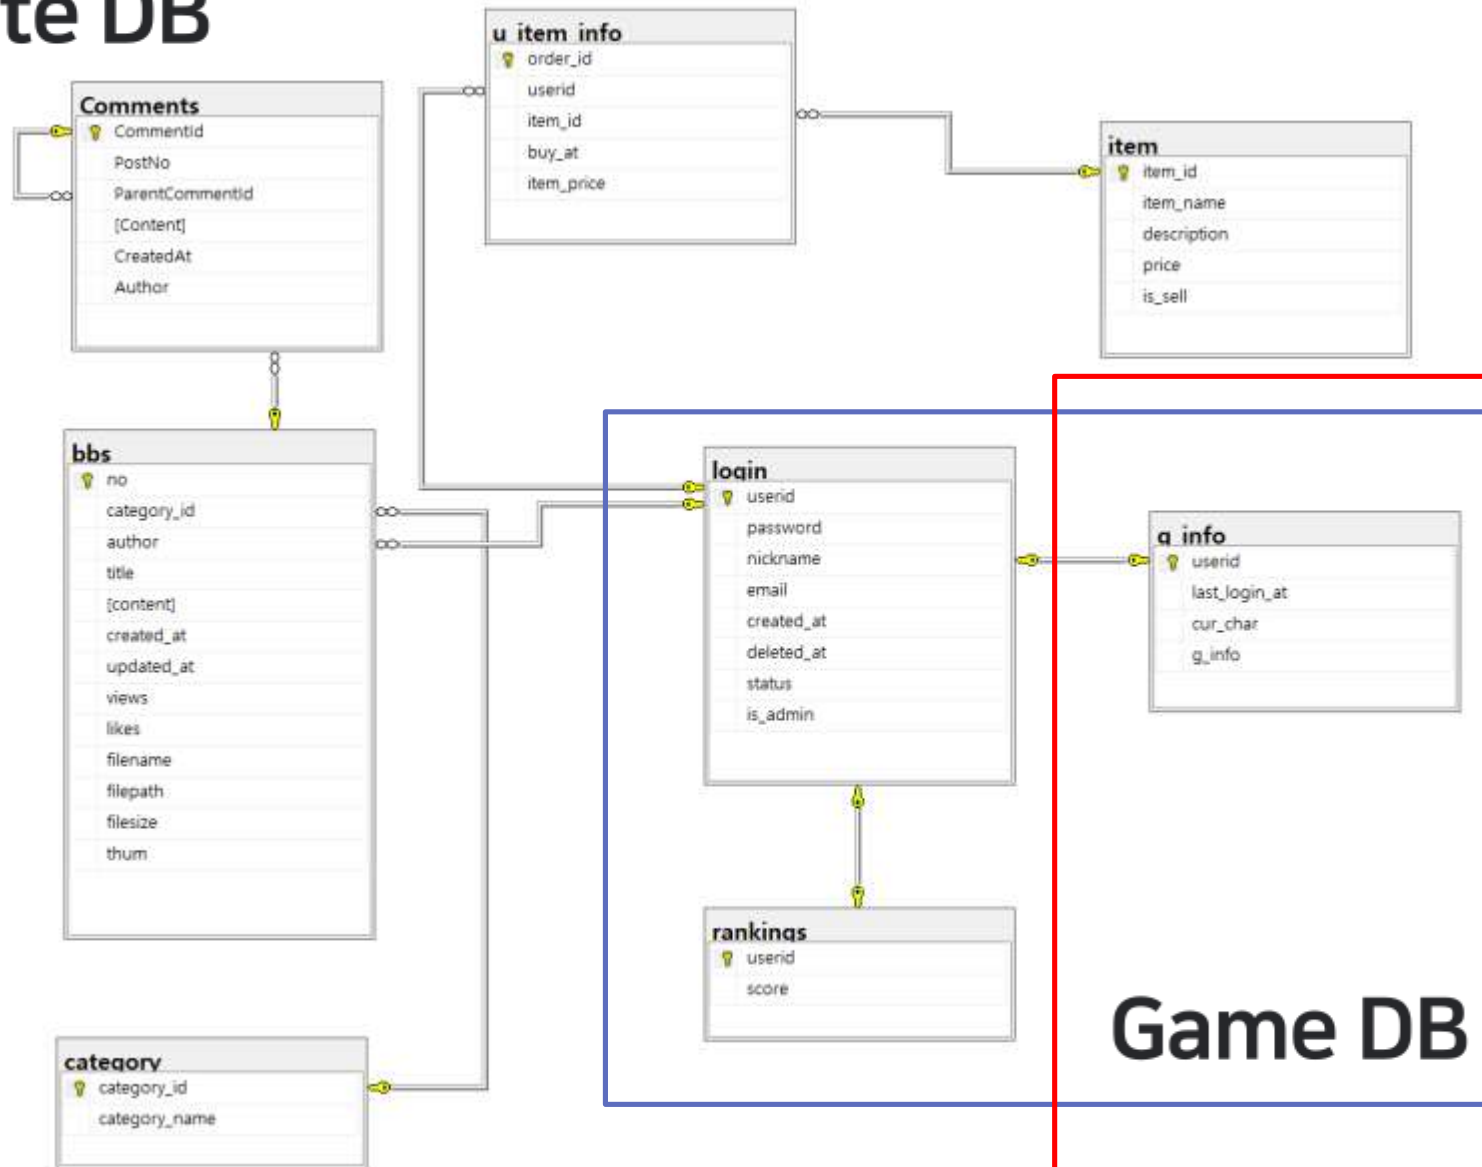 te DB
Comments
CommentId
PostNo
ParentCommentId
[Content]
CreatedAt
Author
u_item_info
order_id
userid
item_id
buy_at
item_price
item
item_id
item_name
description
price
is_sell
bbs
no
category_id
author
title
[content]
created_at
updated_at
views
likes
filename
filepath
filesize
thum
login
userid
password
nickname
email
created_at
deleted_at
status
is_admin
g_info
userid
last_login_at
cur_char
g_info
rankings
userid
score
Game DB
category
category_id
category_name